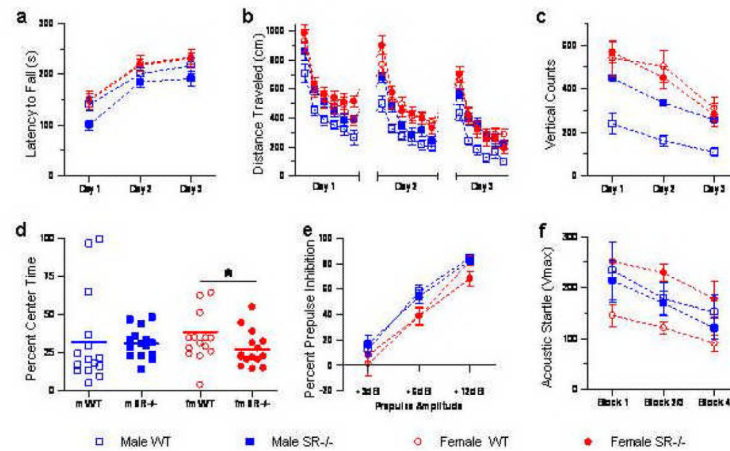 a
b
c
Latency to Fall (s)
300
200
100
0
Day 1
Day 2
Day 3
Distance Traveled (cm)
1000
800
600
400
200
0
Day 1
Day 2
Day 3
Vertical Counts
600
400
200
0
Day 1
Day 2
Day 3
d
e
f
Percent Center Time
100
75
50
25
0
m WT
m SR-/-
fm WT
fm SR-/-
*
Percent Prepulse Inhibition
100
80
60
40
20
0
-20
Prepulse Amplitude
Acoustic Startle (Vmax)
300
200
100
0
Block 1
Block 2/3
Block 4
Male WT
Male SR-/-
Female WT
Female SR-/-